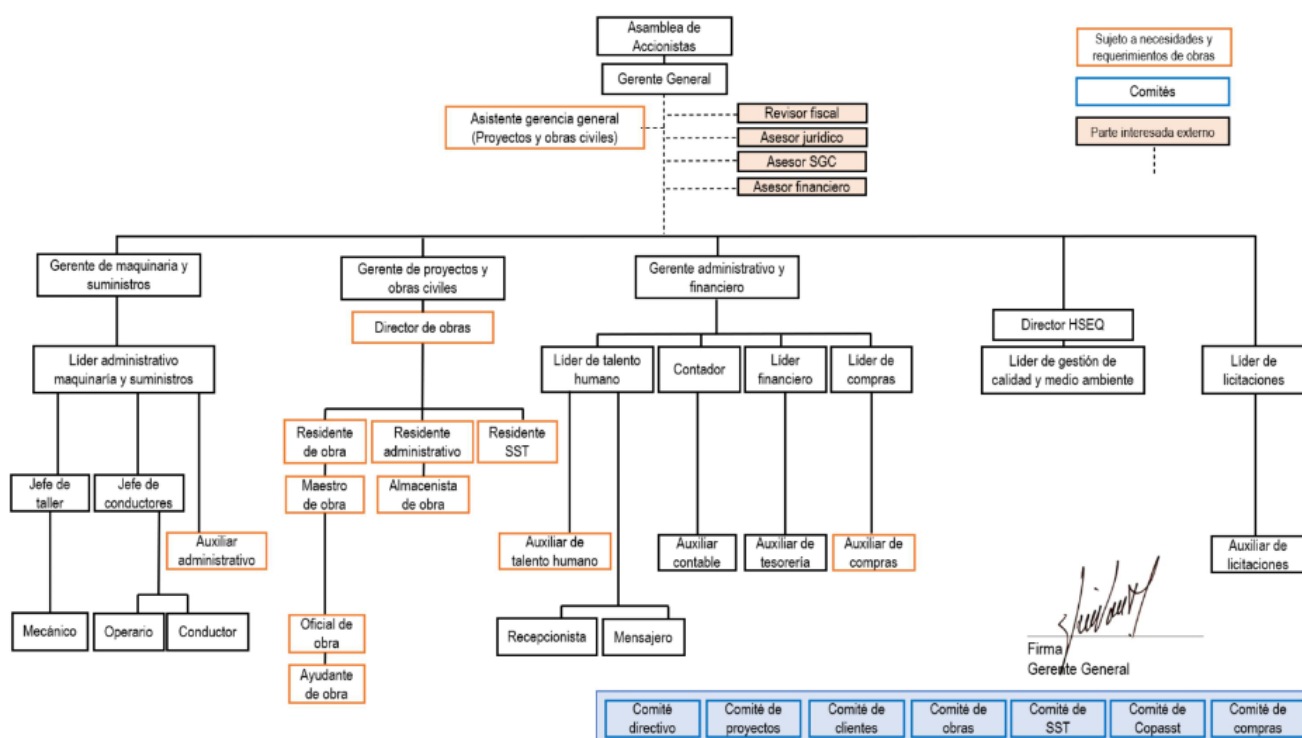 Asamblea de
Accionistas
Gerente General
Asistente gerencia general
(Proyectos y obras civiles)
Revisor fiscal
Asesor jurídico
Asesor SGC
Asesor financiero
Sujeto a necesidades y
requerimientos de obras
Comités
Parte interesada externo
Gerente de maquinaria y
suministros
Gerente de proyectos y
obras civiles
Gerente administrativo y
financiero
Director de obras
Director HSEQ
Líder administrativo
maquinaría y suministros
Líder de talento
humano
Contador
Líder
financiero
Líder de
compras
Líder de gestión de
calidad y medio ambiente
Líder de
licitaciones
Residente
de obra
Residente
administrativo
Residente
SST
Jefe de
taller
Jefe de
conductores
Maestro
de obra
Almacenista
de obra
Auxiliar
administrativo
Auxiliar de
talento humano
Auxiliar
contable
Auxiliar de
tesorería
Auxiliar de
compras
Auxiliar de
licitaciones
Mecánico
Operario
Conductor
Oficial de
obra
Recepcionista
Mensajero
Ayudante
de obra
Firma
Gerente General
Comité
directivo
Comité de
proyectos
Comité de
clientes
Comité de
obras
Comité de
SST
Comité de
Copasst
Comité de
compras